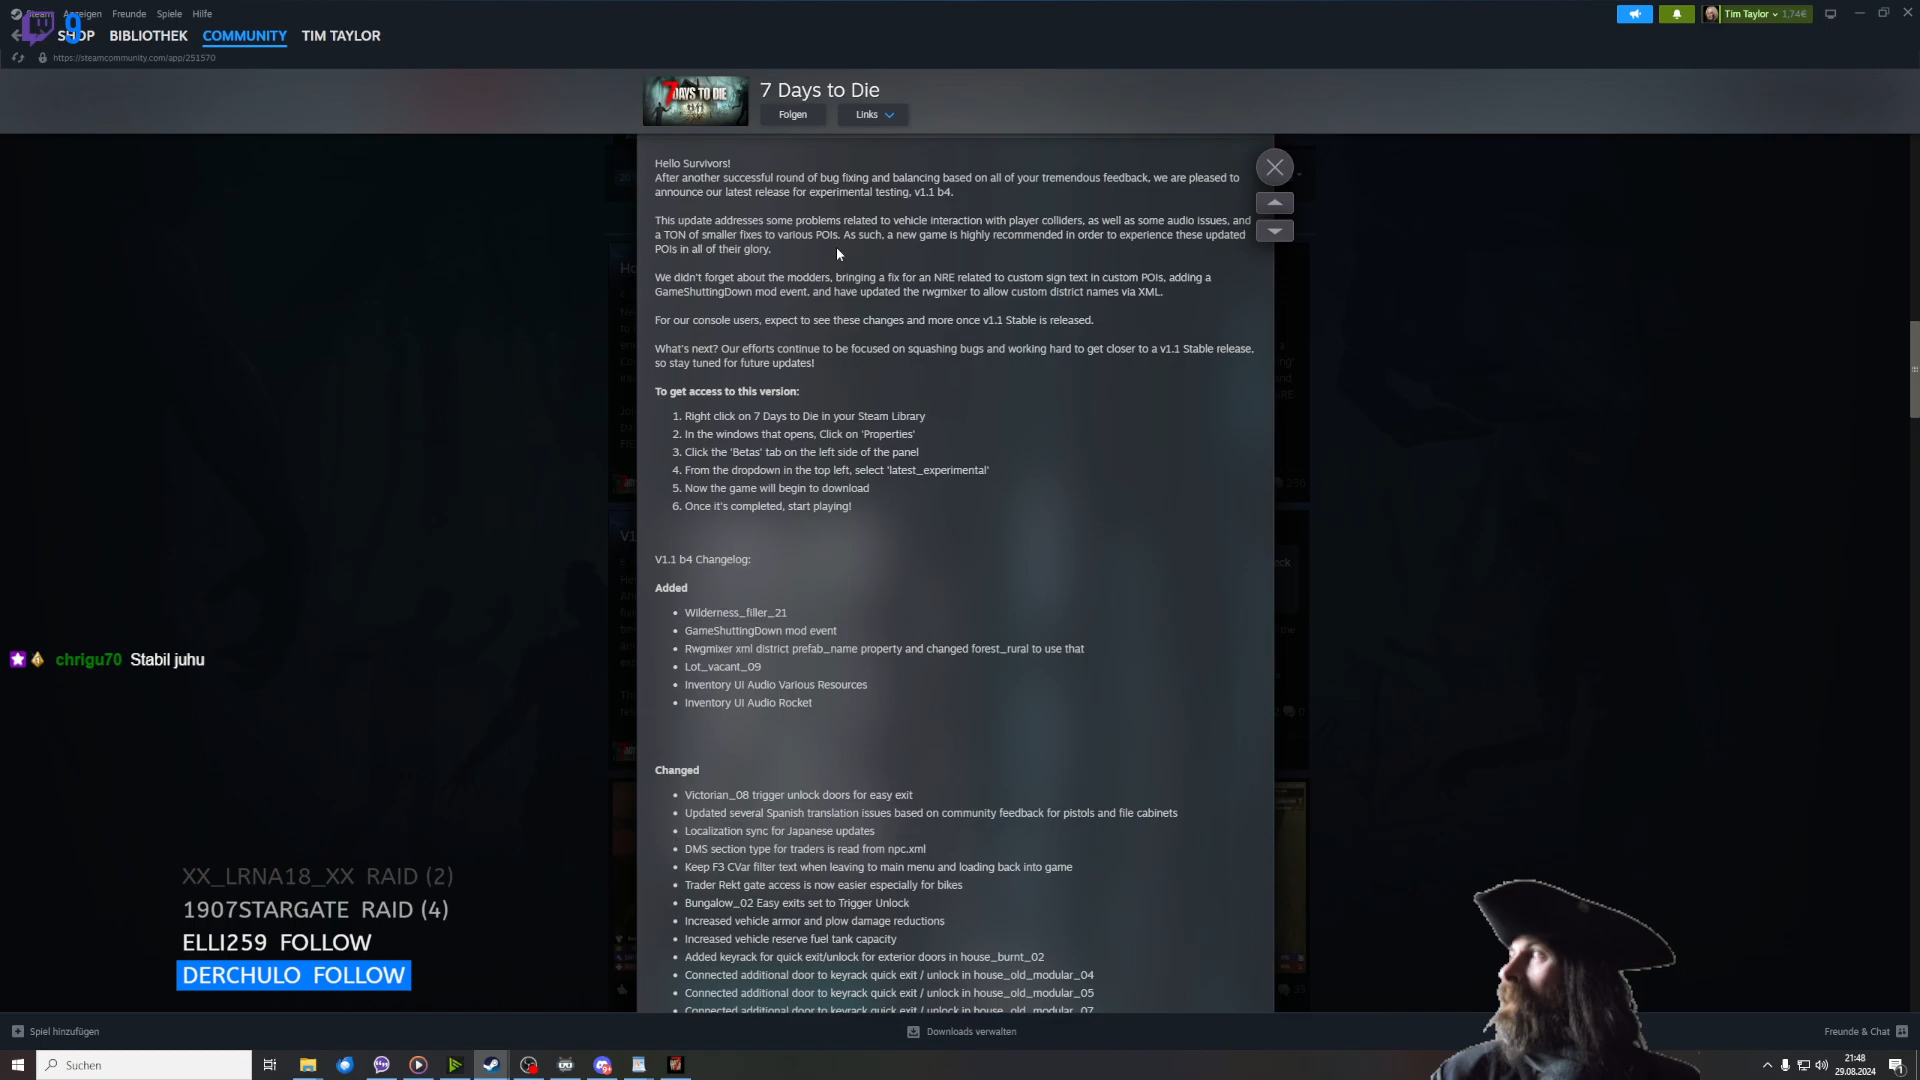 Steam Anzeigen Freunde Spiele Hilfe
9
Tim Taylor 1,74€
SHOP BIBLIOTHEK COMMUNITY TIM TAYLOR
https://steamcommunity.com/app/251570
7 DAYS TO DIE
7 Days to Die
Folgen Links
Hello Survivors!
After another successful round of bug fixing and balancing based on all of your tremendous feedback, we are pleased to
announce our latest release for experimental testing, v1.1 b4.
This update addresses some problems related to vehicle interaction with player colliders, as well as some audio issues, and
a TON of smaller fixes to various POIs. As such, a new game is highly recommended in order to experience these updated
POIs in all of their glory.
We didn't forget about the modders, bringing a fix for an NRE related to custom sign text in custom POIs, adding a
GameShuttingDown mod event, and have updated the rwgmixer to allow custom district names via XML.
For our console users, expect to see these changes and more once v1.1 Stable is released.
What's next? Our efforts continue to be focused on squashing bugs and working hard to get closer to a v1.1 Stable release,
so stay tuned for future updates!
To get access to this version:
1. Right click on 7 Days to Die in your Steam Library
2. In the windows that opens, Click on 'Properties'
3. Click the 'Betas' tab on the left side of the panel
4. From the dropdown in the top left, select 'latest_experimental'
5. Now the game will begin to download
6. Once it's completed, start playing!
V1.1 b4 Changelog:
Added
• Wilderness_filler_21
• GameShuttingDown mod event
• Rwgmixer xml district prefab_name property and changed forest_rural to use that
• Lot_vacant_09
• Inventory UI Audio Various Resources
• Inventory UI Audio Rocket
Changed
• Victorian_08 trigger unlock doors for easy exit
• Updated several Spanish translation issues based on community feedback for pistols and file cabinets
• Localization sync for Japanese updates
• DMS section type for traders is read from npc.xml
• Keep F3 CVar filter text when leaving to main menu and loading back into game
• Trader Rekt gate access is now easier especially for bikes
• Bungalow_02 Easy exits set to Trigger Unlock
• Increased vehicle armor and plow damage reductions
• Increased vehicle reserve fuel tank capacity
• Added keyrack for quick exit/unlock for exterior doors in house_burnt_02
• Connected additional door to keyrack quick exit / unlock in house_old_modular_04
• Connected additional door to keyrack quick exit / unlock in house_old_modular_05
• Connected additional door to keyrack quick exit / unlock in house_old_modular_07
chrigu70 Stabil juhu
XX_LRNA18_XX RAID (2)
1907STARGATE RAID (4)
ELLI259 FOLLOW
DERCHULO FOLLOW
Spiel hinzufügen Downloads verwalten Freunde & Chat
Suchen
21:48
29.08.2024